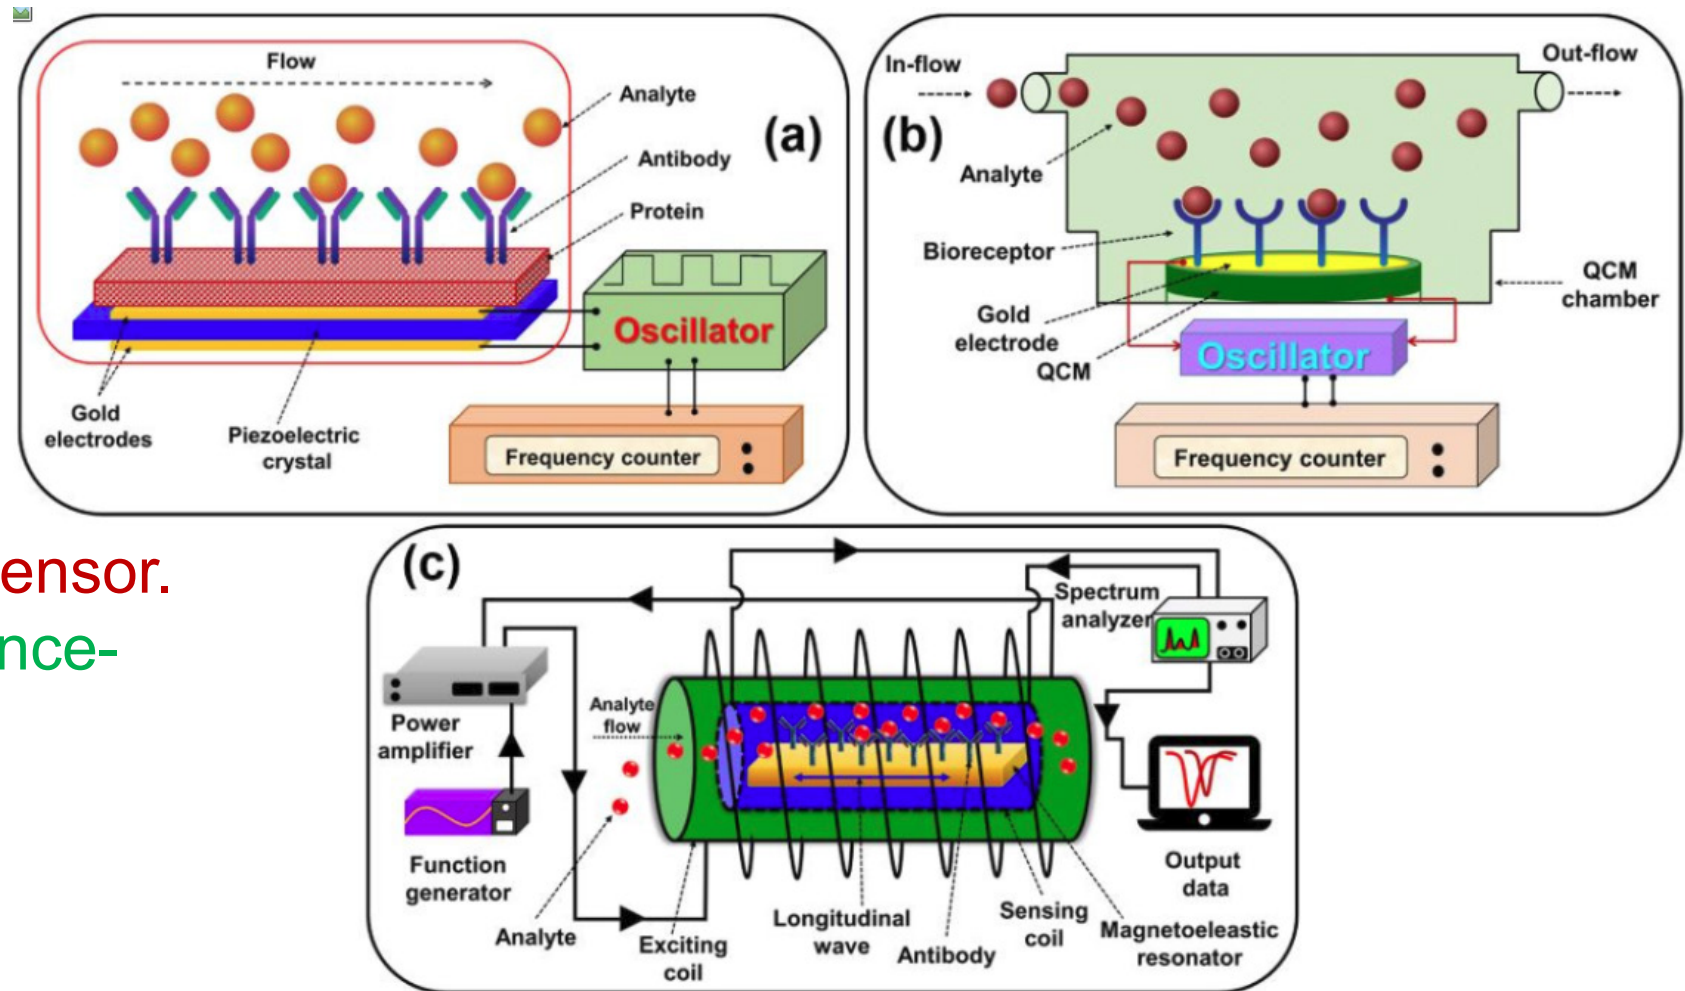 Flow
Analyte
(a)
Antibody
Protein
Oscillator
Gold
electrodes
Piezoelectric
crystal
Frequency counter
In-flow
Out-flow
(b)
Analyte
Bioreceptor
QCM
chamber
Gold
electrode
QCM
Oscillator
Frequency counter
ensor.
nce-
(c)
Spectrum
analyzer
Analyte
flow
Power
amplifier
Function
generator
Output
data
Analyte
Exciting
coil
Longitudinal
wave
Antibody
Sensing
coil
Magnetoeleastic
resonator